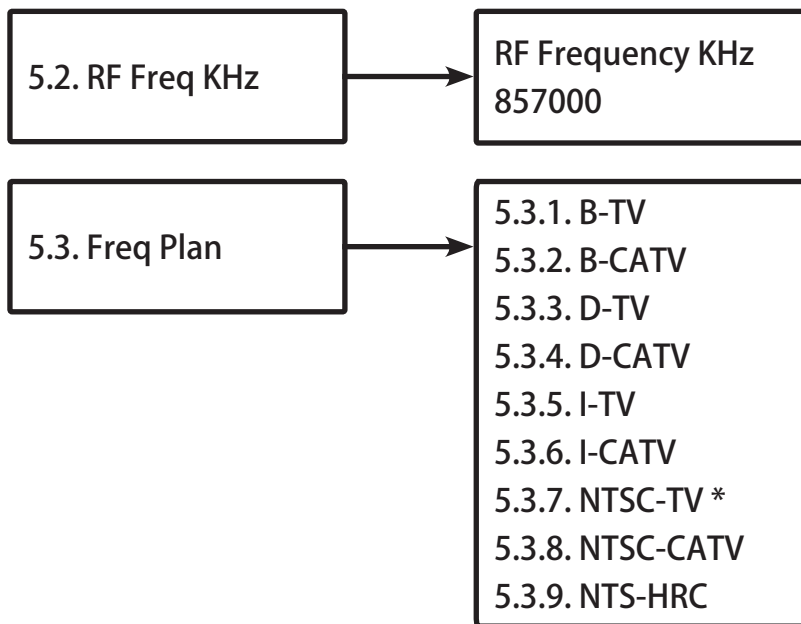 5.2. RF Freq KHz
RF Frequency KHz
857000
5.3. Freq Plan
5.3.1. B-TV
5.3.2. B-CATV
5.3.3. D-TV
5.3.4. D-CATV
5.3.5. I-TV
5.3.6. I-CATV
5.3.7. NTSC-TV *
5.3.8. NTSC-CATV
5.3.9. NTS-HRC